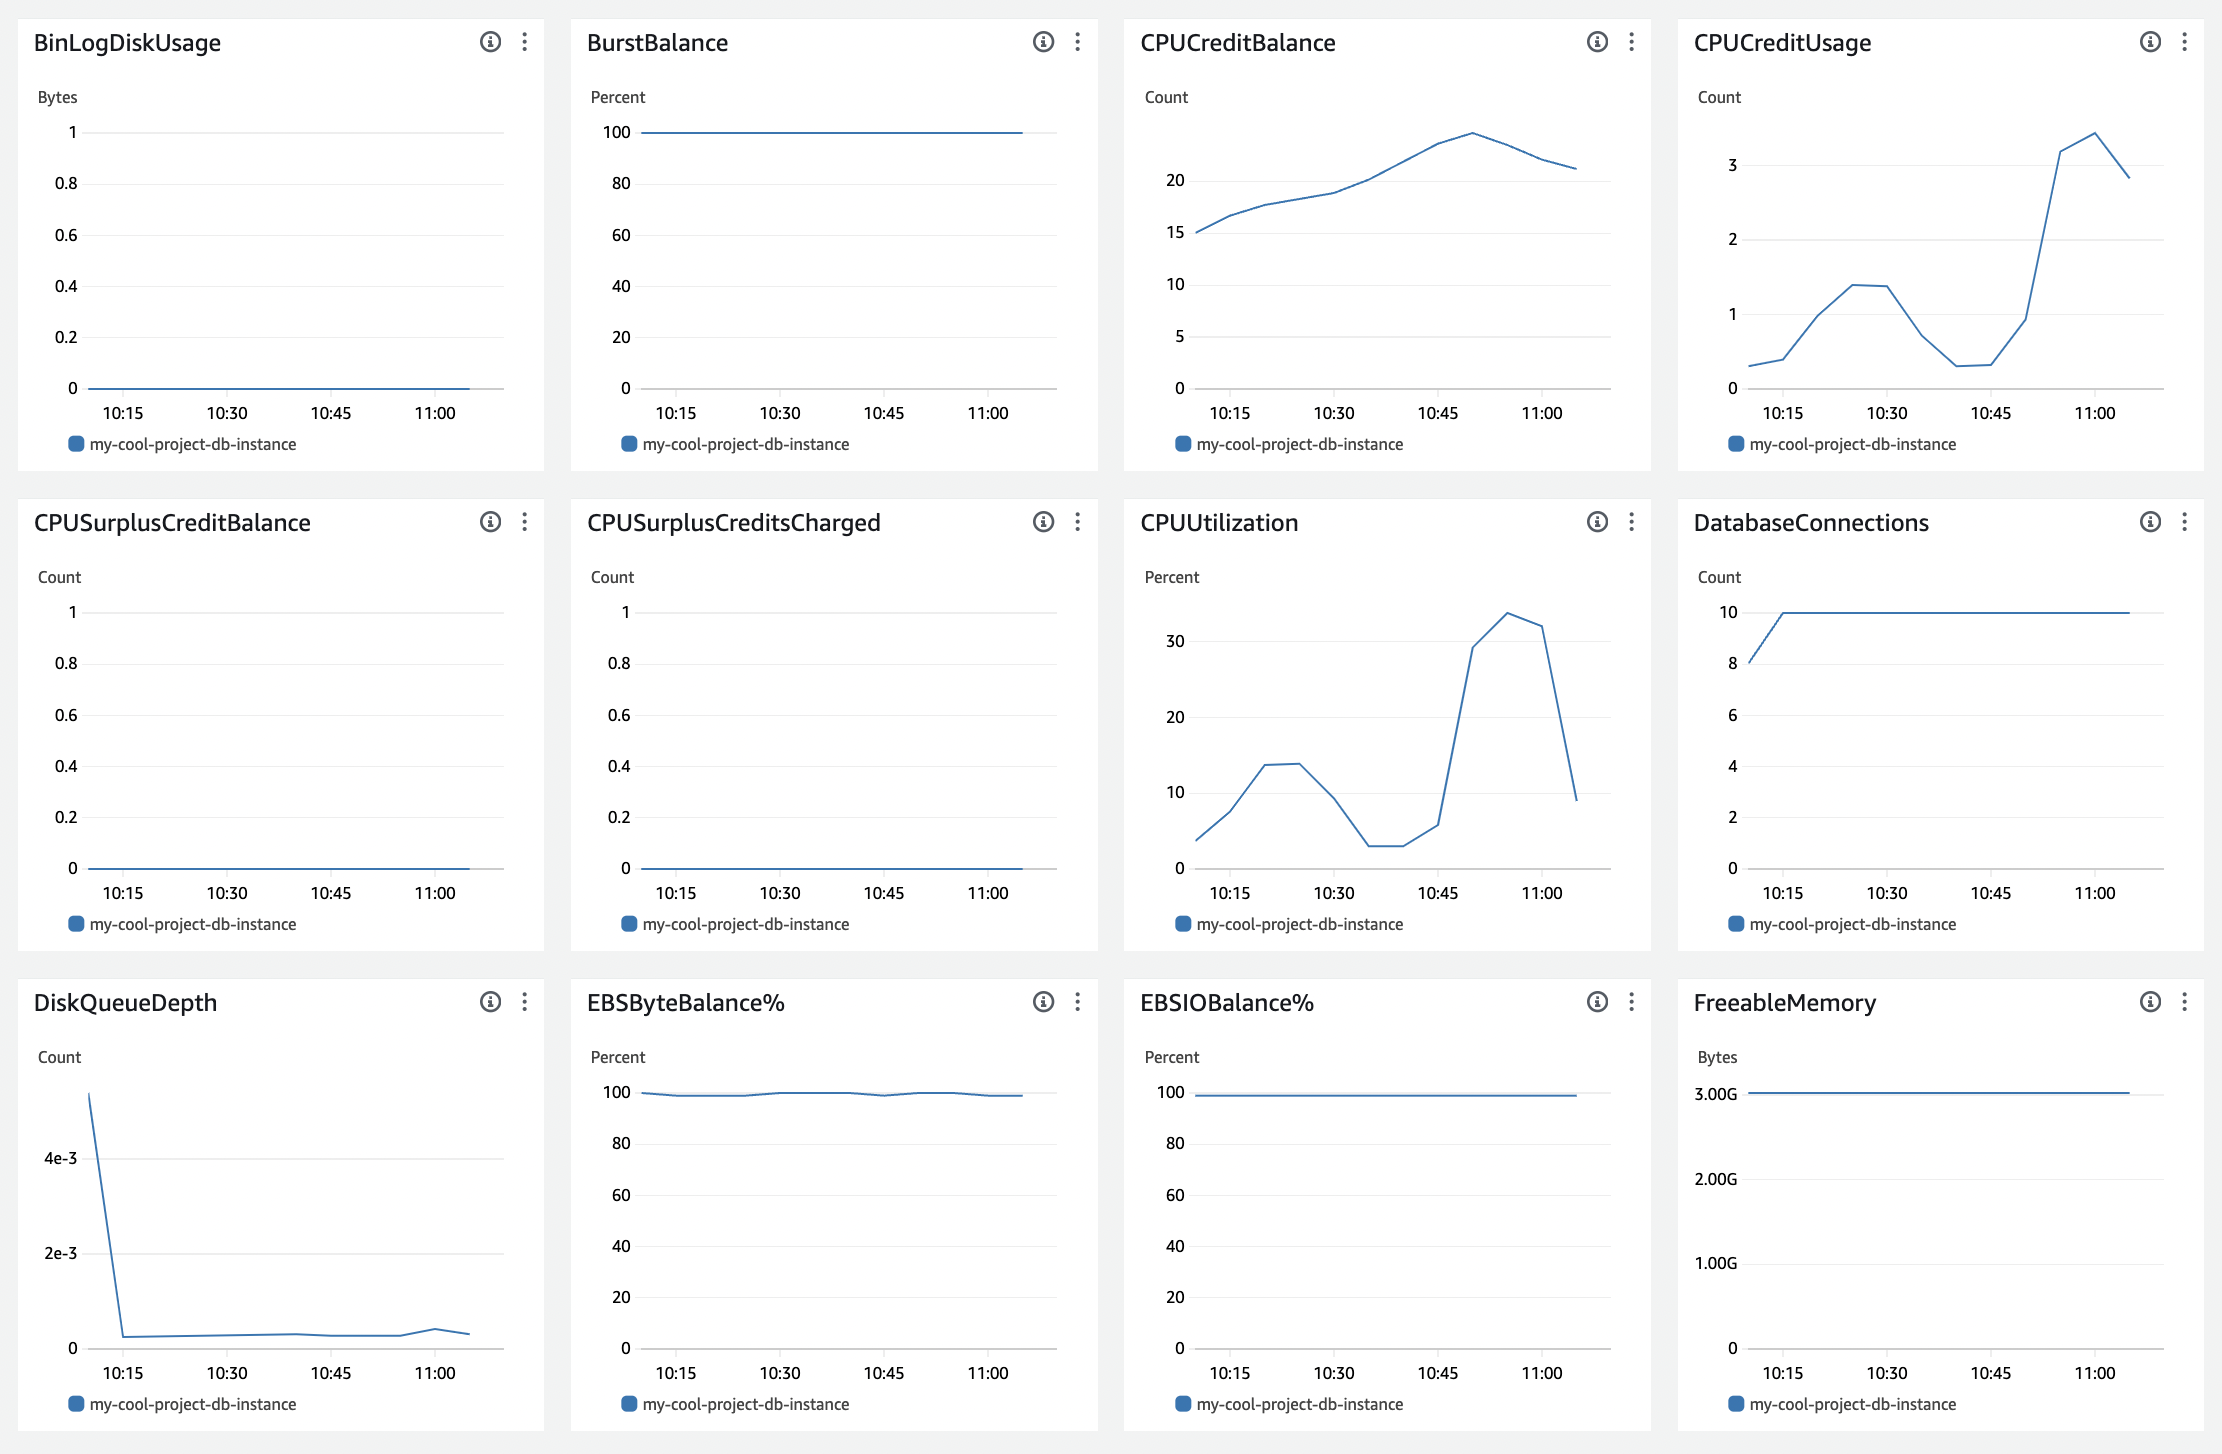 BinLogDiskUsage
Bytes
1
0.8
0.6
0.4
0.2
0
10:15 10:30 10:45 11:00
my-cool-project-db-instance
BurstBalance
Percent
100
80
60
40
20
0
10:15 10:30 10:45 11:00
my-cool-project-db-instance
CPUCreditBalance
Count
20
15
10
5
0
10:15 10:30 10:45 11:00
my-cool-project-db-instance
CPUCreditUsage
Count
3
2
1
0
10:15 10:30 10:45 11:00
my-cool-project-db-instance
CPUSurplusCreditBalance
Count
1
0.8
0.6
0.4
0.2
0
10:15 10:30 10:45 11:00
my-cool-project-db-instance
CPUSurplusCreditsCharged
Count
1
0.8
0.6
0.4
0.2
0
10:15 10:30 10:45 11:00
my-cool-project-db-instance
CPUUtilization
Percent
30
20
10
0
10:15 10:30 10:45 11:00
my-cool-project-db-instance
DatabaseConnections
Count
10
8
6
4
2
0
10:15 10:30 10:45 11:00
my-cool-project-db-instance
DiskQueueDepth
Count
4e-3
2e-3
0
10:15 10:30 10:45 11:00
my-cool-project-db-instance
EBSByteBalance%
Percent
100
80
60
40
20
0
10:15 10:30 10:45 11:00
my-cool-project-db-instance
EBSIOBalance%
Percent
100
80
60
40
20
0
10:15 10:30 10:45 11:00
my-cool-project-db-instance
FreeableMemory
Bytes
3.00G
2.00G
1.00G
0
10:15 10:30 10:45 11:00
my-cool-project-db-instance